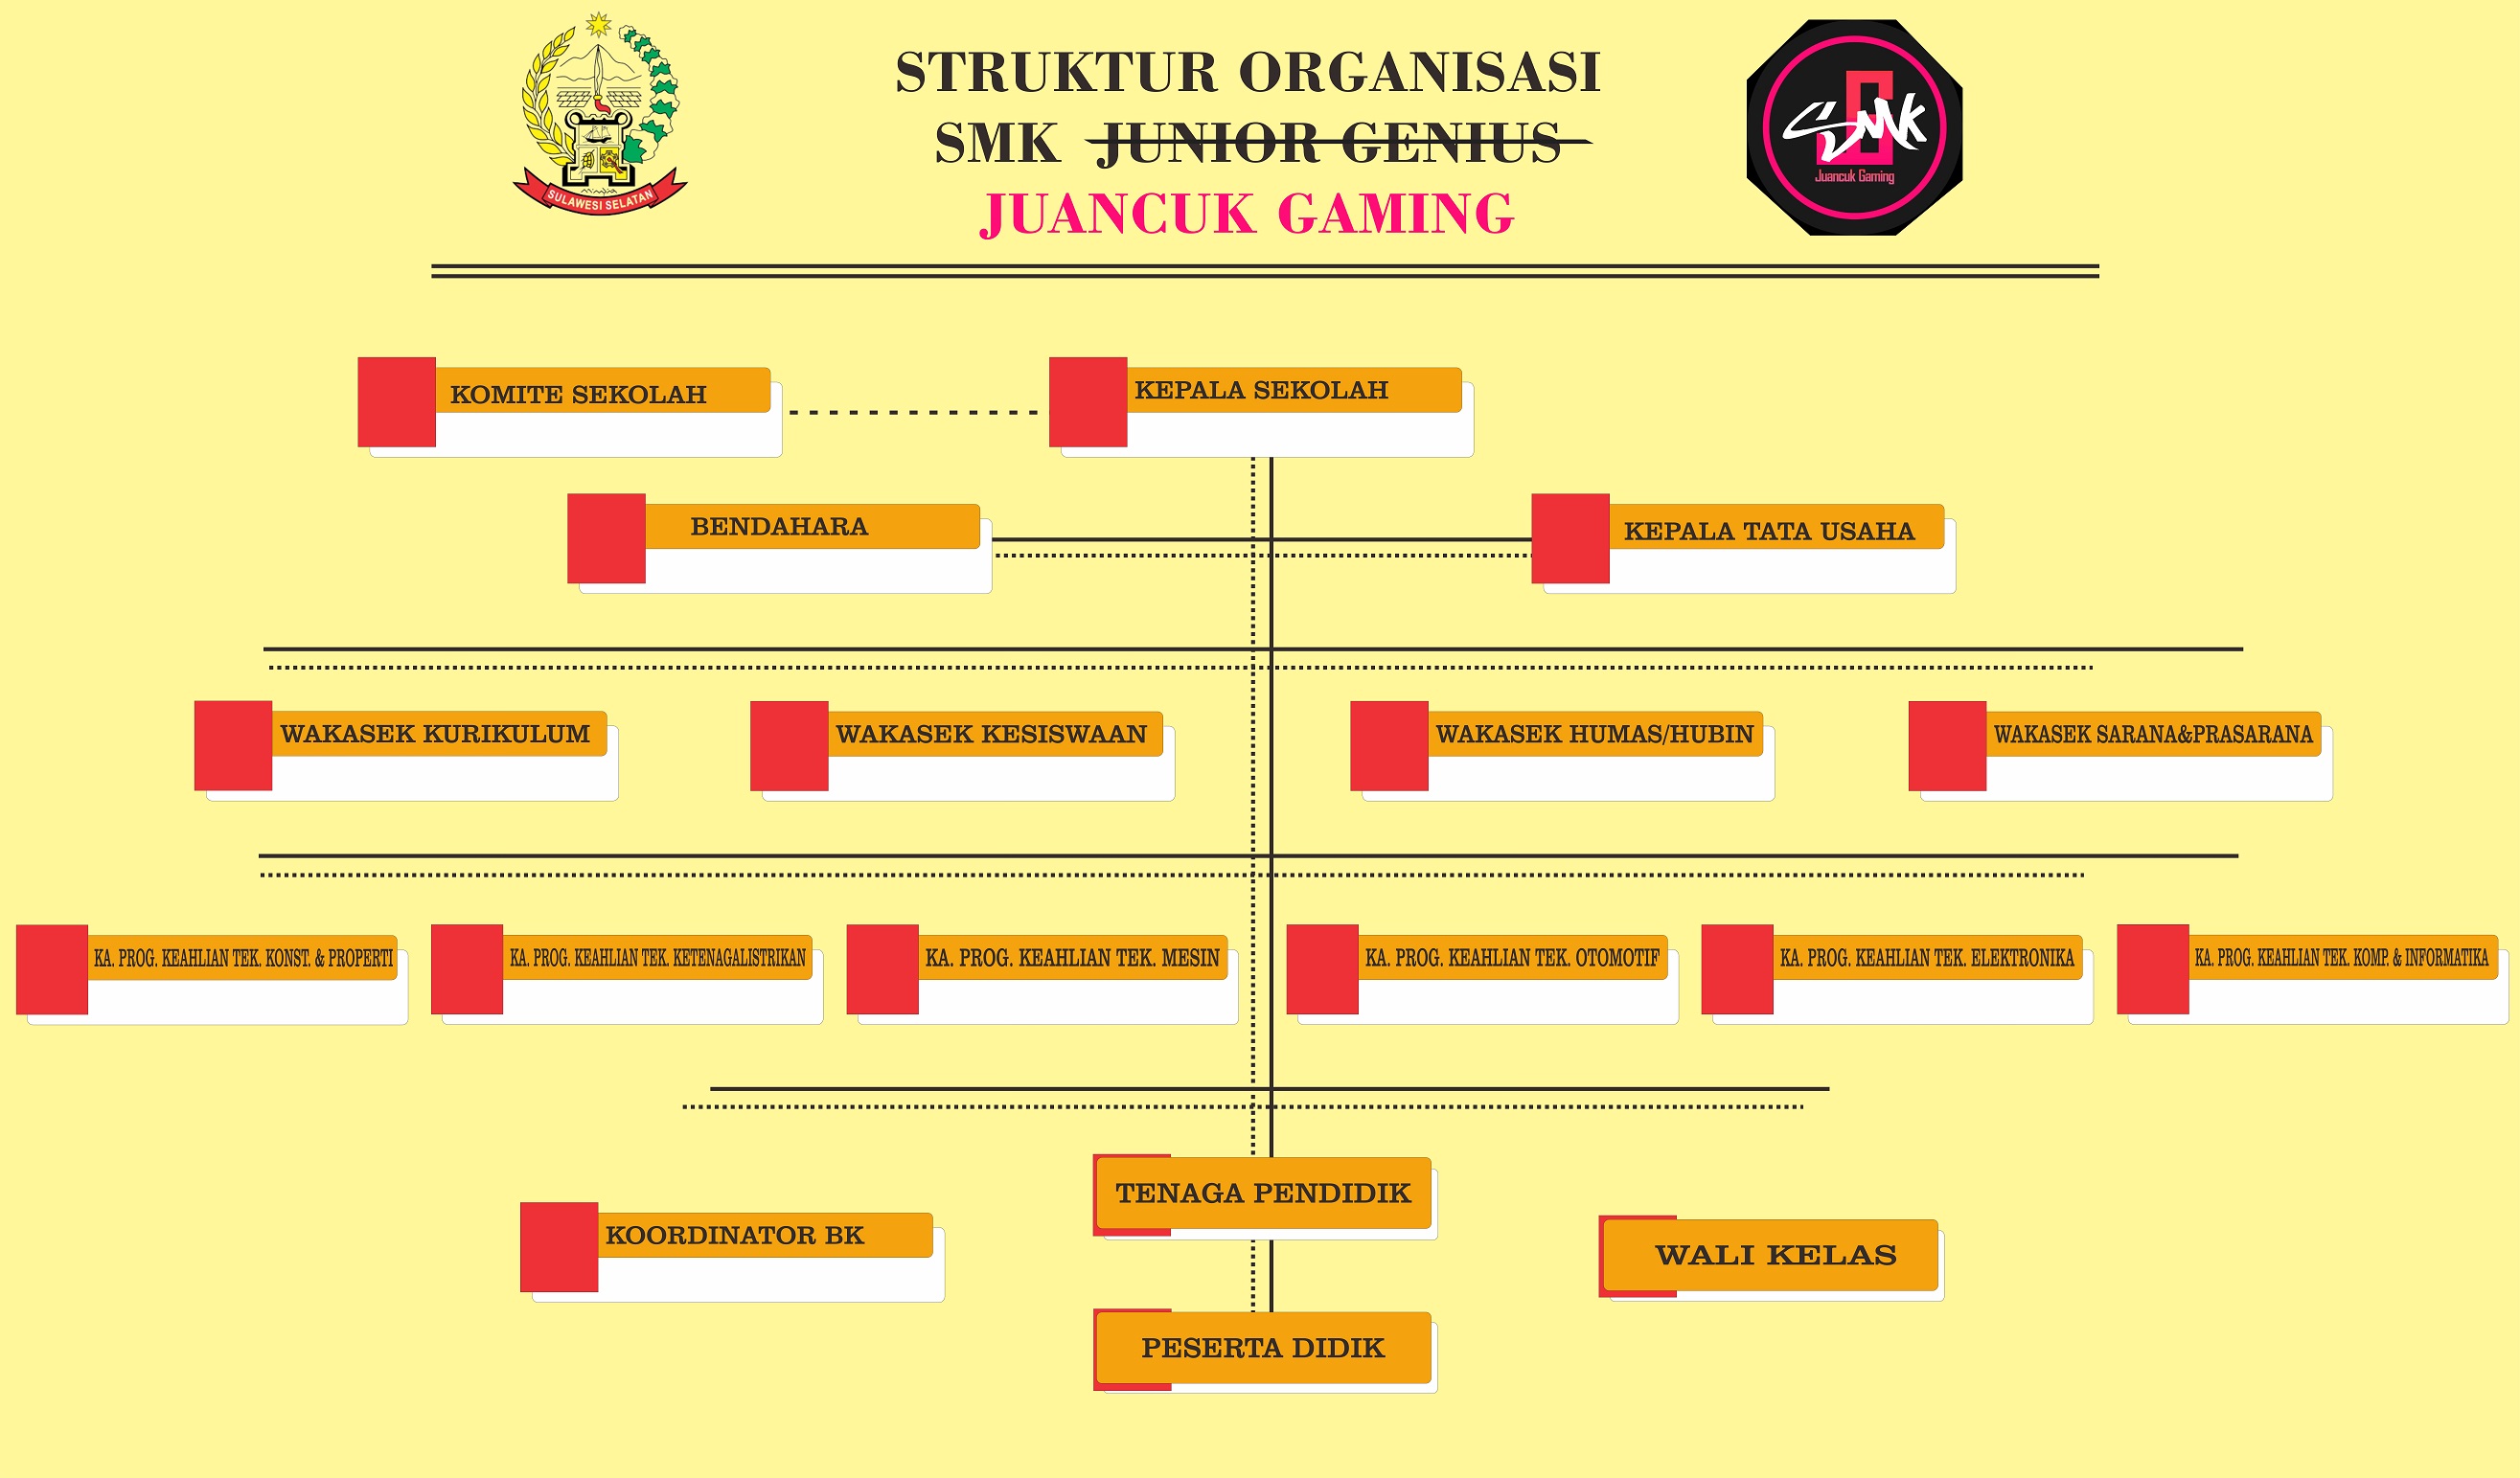 STRUKTUR ORGANISASI
SMK JUNIOR GENIUS
JUANCUK GAMING
SULAWESI SELATAN
SMK
Juancuk Gaming
KOMITE SEKOLAH
KEPALA SEKOLAH
BENDAHARA
KEPALA TATA USAHA
WAKASEK KURIKULUM
WAKASEK KESISWAAN
WAKASEK HUMAS/HUBIN
WAKASEK SARANA&PRASARANA
KA. PROG. KEAHLIAN TEK. KONST. & PROPERTI
KA. PROG. KEAHLIAN TEK. KETENAGALISTRIKAN
KA. PROG. KEAHLIAN TEK. MESIN
KA. PROG. KEAHLIAN TEK. OTOMOTIF
KA. PROG. KEAHLIAN TEK. ELEKTRONIKA
KA. PROG. KEAHLIAN TEK. KOMP. & INFORMATIKA
TENAGA PENDIDIK
KOORDINATOR BK
WALI KELAS
PESERTA DIDIK